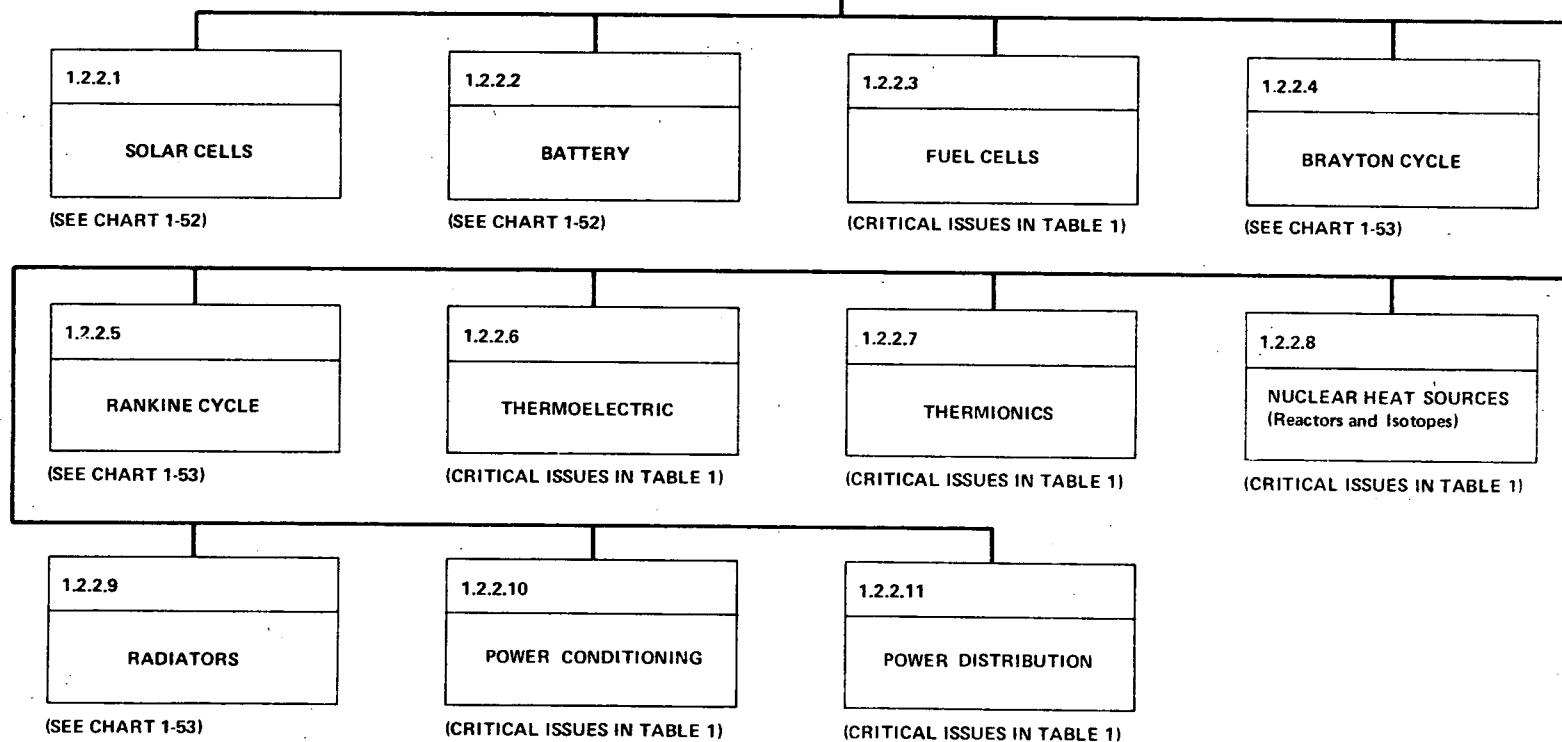 1.2.2.1
SOLAR CELLS
(SEE CHART 1-52)
1.2.2.2
BATTERY
(SEE CHART 1-52)
1.2.2.3
FUEL CELLS
(CRITICAL ISSUES IN TABLE 1)
1.2.2.4
BRAYTON CYCLE
(SEE CHART 1-53)
1.2.2.5
RANKINE CYCLE
(SEE CHART 1-53)
1.2.2.6
THERMOELECTRIC
(CRITICAL ISSUES IN TABLE 1)
1.2.2.7
THERMIONICS
(CRITICAL ISSUES IN TABLE 1)
1.2.2.8
NUCLEAR HEAT SOURCES
(Reactors and Isotopes)
(CRITICAL ISSUES IN TABLE 1)
1.2.2.9
RADIATORS
(SEE CHART 1-53)
1.2.2.10
POWER CONDITIONING
(CRITICAL ISSUES IN TABLE 1)
1.2.2.11
POWER DISTRIBUTION
(CRITICAL ISSUES IN TABLE 1)